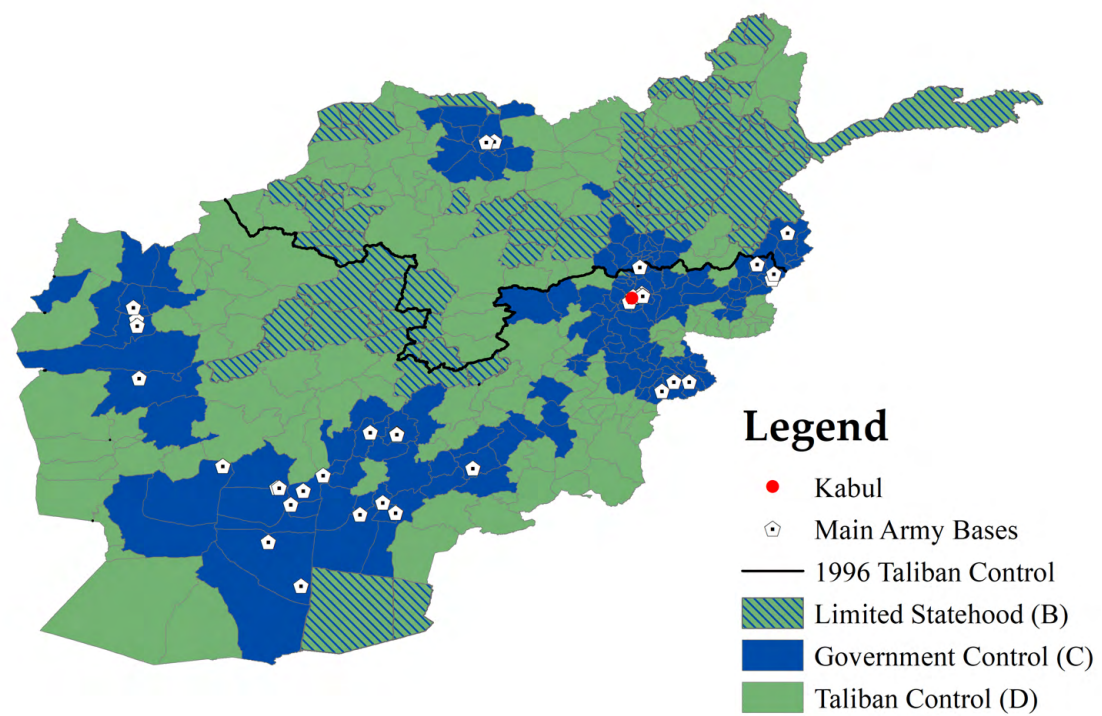 Legend
Kabul
Main Army Bases
1996 Taliban Control
Limited Statehood (B)
Government Control (C)
Taliban Control (D)